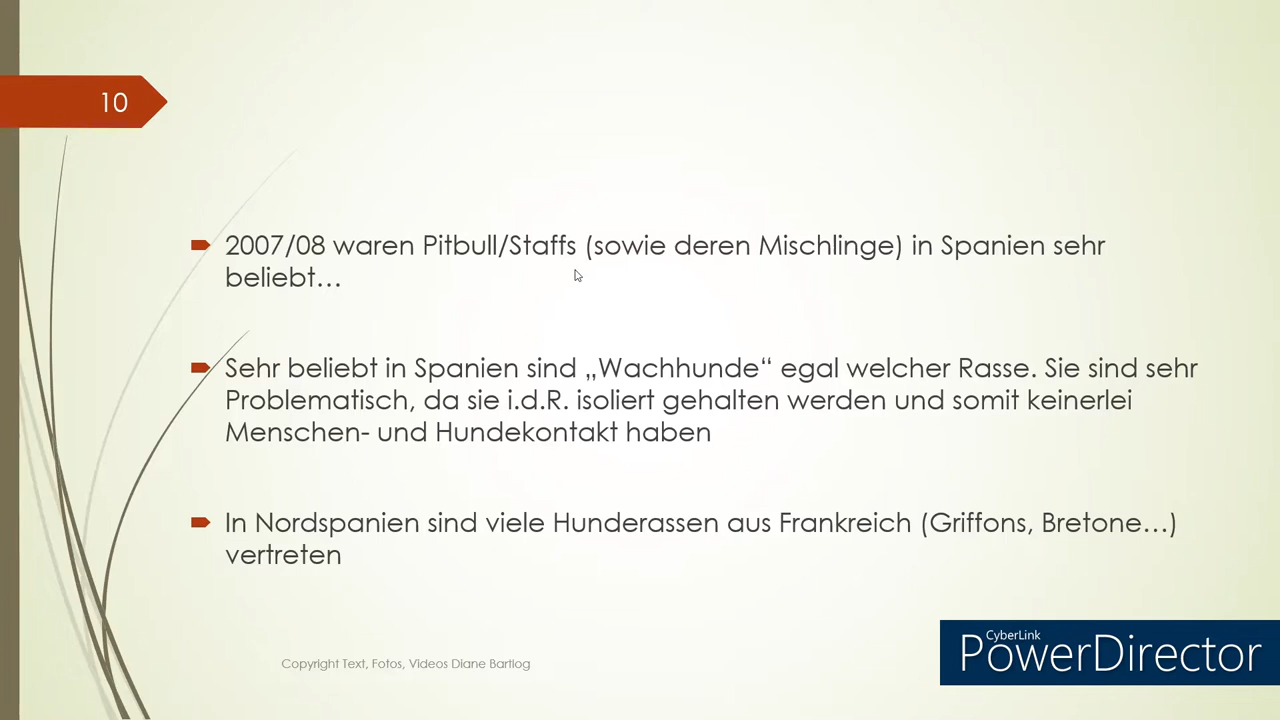 10
2007/08 waren Pitbull/Staffs (sowie deren Mischlinge) in Spanien sehr
beliebt…
Sehr beliebt in Spanien sind „Wachhunde“ egal welcher Rasse. Sie sind sehr
Problematisch, da sie i.d.R. isoliert gehalten werden und somit keinerlei
Menschen- und Hundekontakt haben
In Nordspanien sind viele Hunderassen aus Frankreich (Griffons, Bretone…)
vertreten
Copyright Text, Fotos, Videos Diane Bartlog
CyberLink
PowerDirector